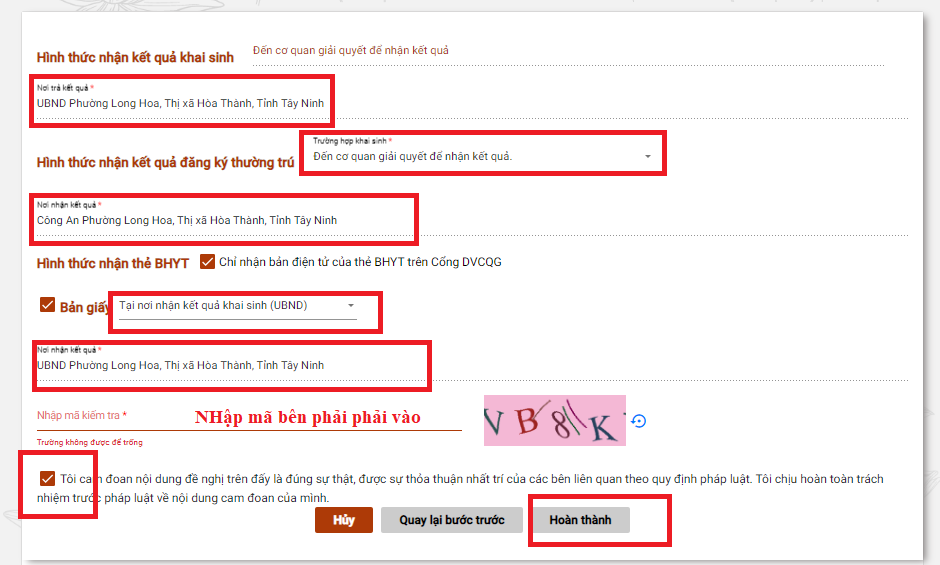 Hình thức nhận kết quả khai sinh
Đến cơ quan giải quyết để nhận kết quả
Nơi trả kết quả *
UBND Phường Long Hoa, Thị xã Hòa Thành, Tỉnh Tây Ninh
Trường hợp khai sinh *
Hình thức nhận kết quả đăng ký thường trú
Đến cơ quan giải quyết để nhận kết quả.
Nơi nhận kết quả *
Công An Phường Long Hoa, Thị xã Hòa Thành, Tỉnh Tây Ninh
Hình thức nhận thẻ BHYT
Chỉ nhận bản điện tử của thẻ BHYT trên Cổng DVCQG
Bản giấy
Tại nơi nhận kết quả khai sinh (UBND)
Nơi nhận kết quả *
UBND Phường Long Hoa, Thị xã Hòa Thành, Tỉnh Tây Ninh
Nhập mã kiểm tra *
NHập mã bên phải phải vào
V B 8 K
Trường không được để trống
Tôi cam đoan nội dung đề nghị trên đấy là đúng sự thật, được sự thỏa thuận nhất trí của các bên liên quan theo quy định pháp luật. Tôi chịu hoàn toàn trách
nhiệm trước pháp luật về nội dung cam đoan của mình.
Hủy
Quay lại bước trước
Hoàn thành